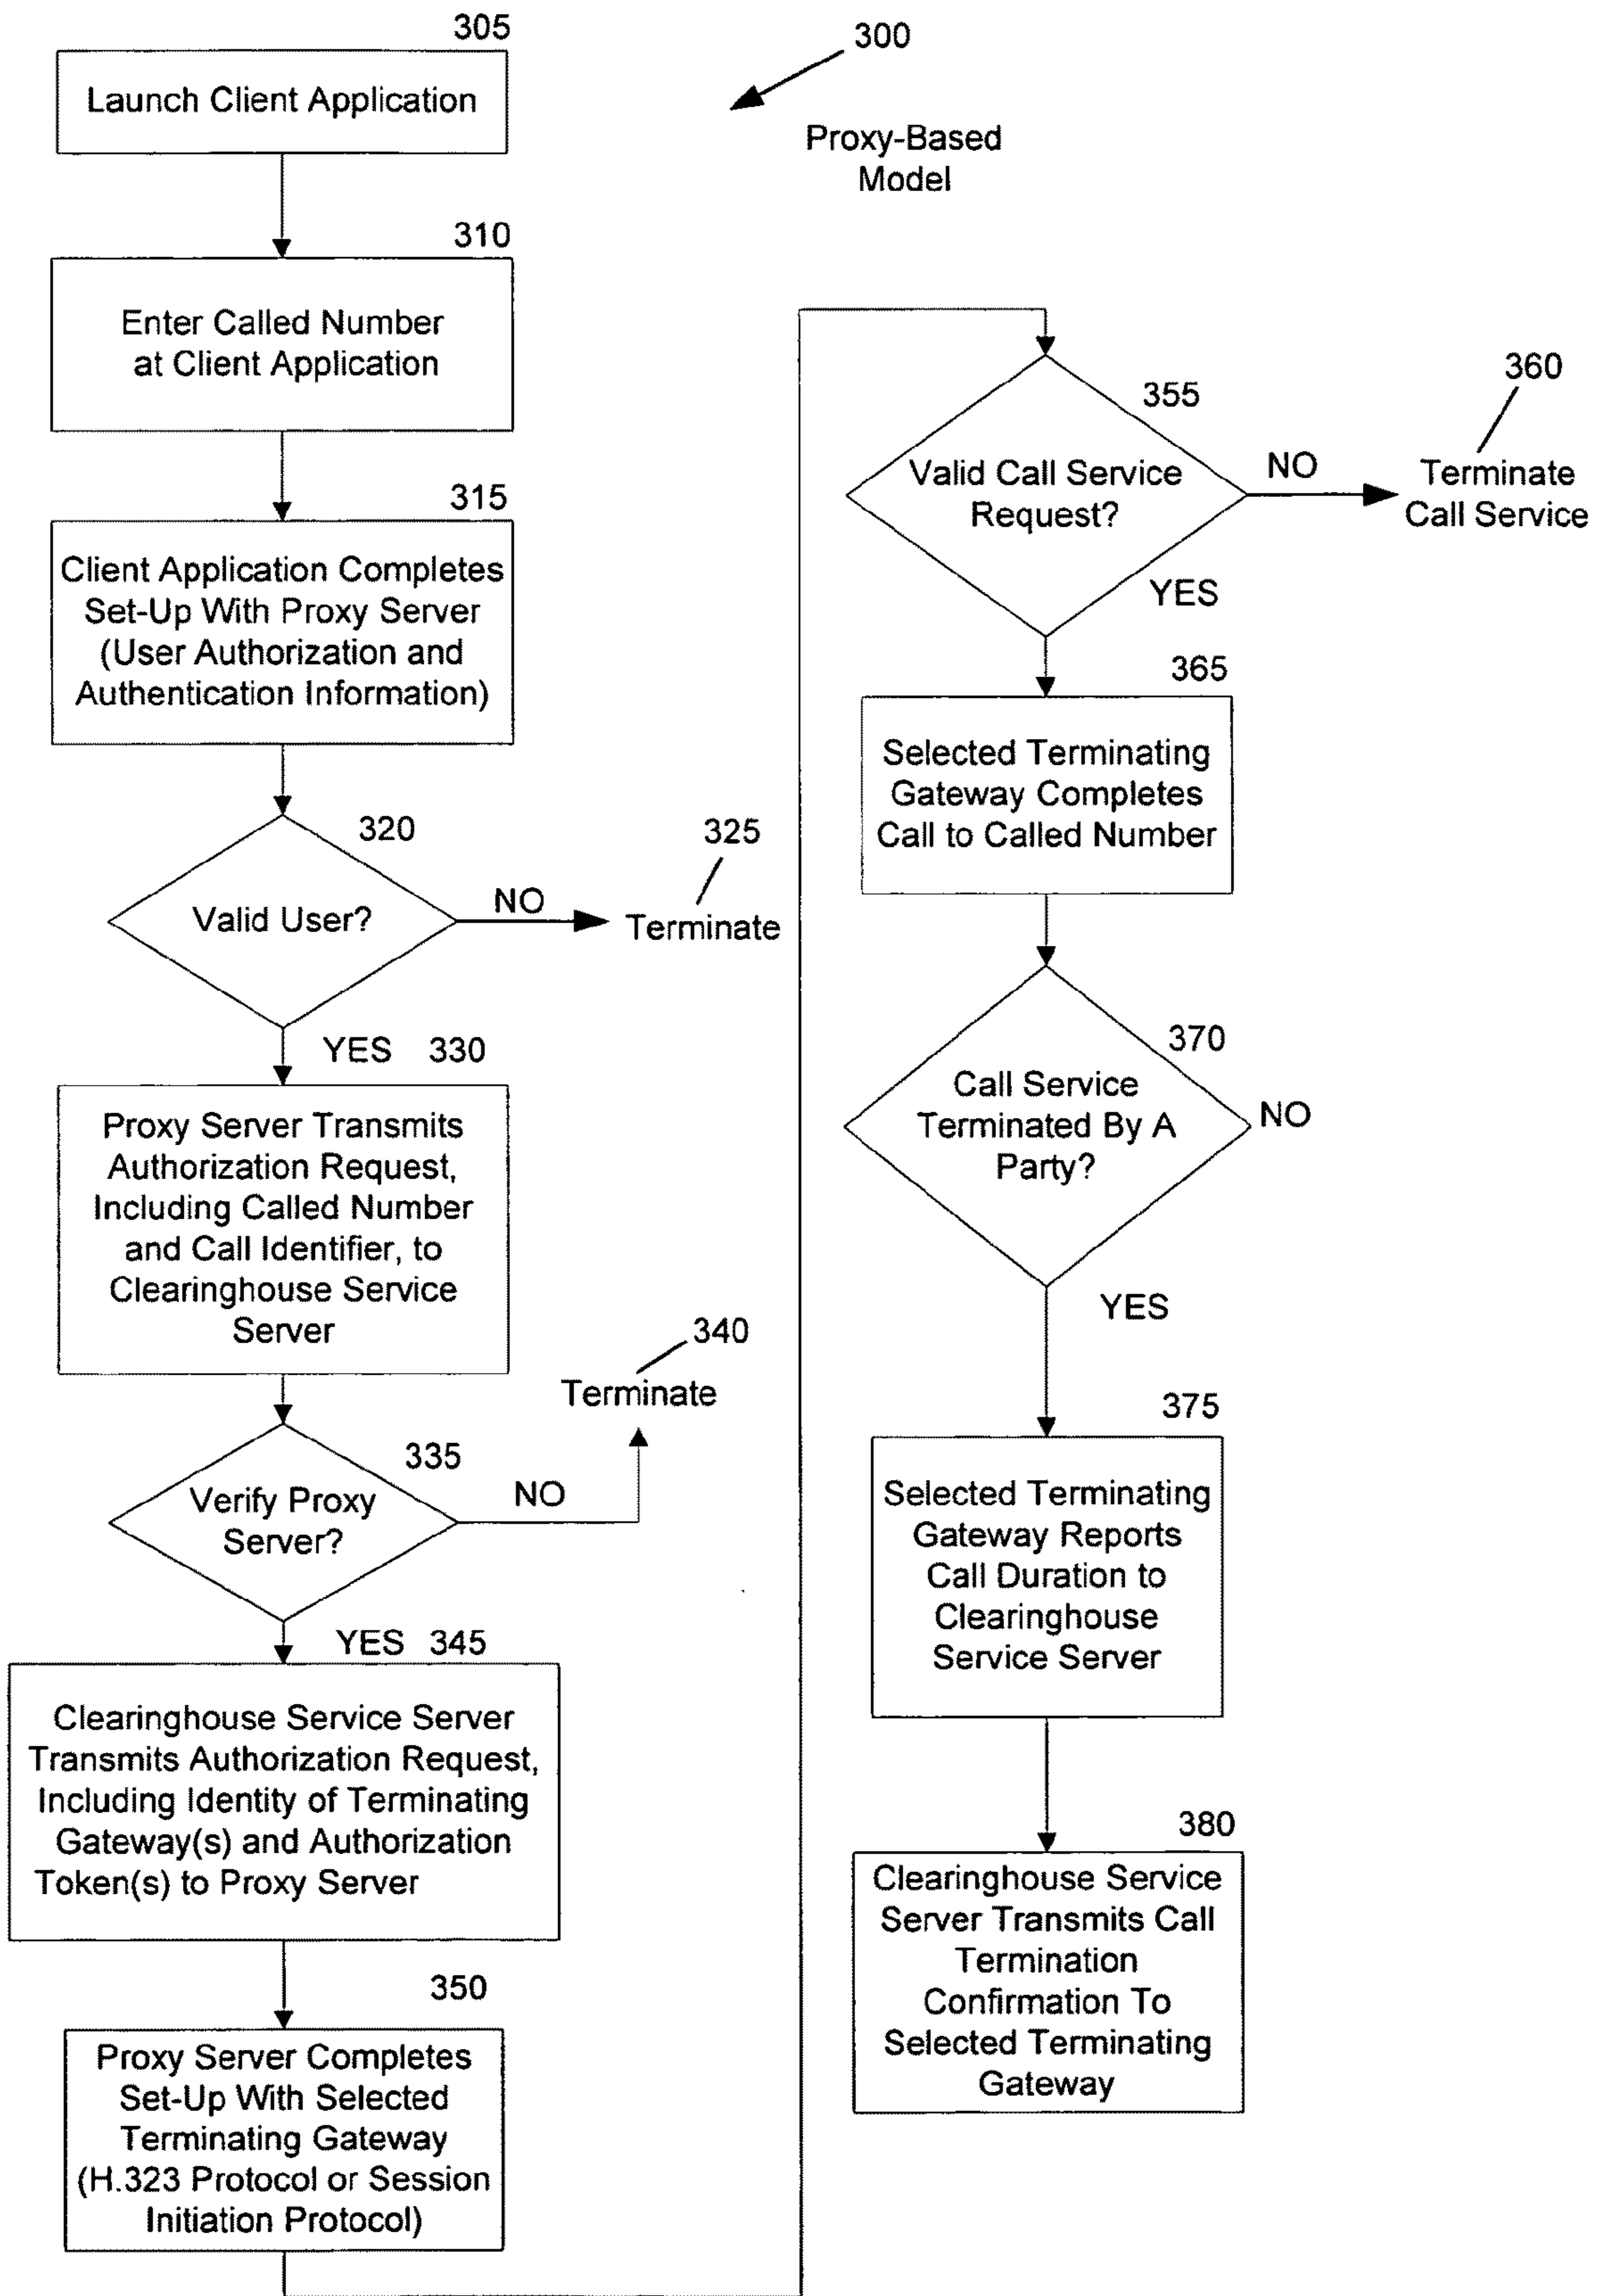 305
Launch Client Application
300
Proxy-Based
Model
310
Enter Called Number
at Client Application
315
Client Application Completes
Set-Up With Proxy Server
(User Authorization and
Authentication Information)
320
Valid User?
NO
325
Terminate
YES 330
Proxy Server Transmits
Authorization Request,
Including Called Number
and Call Identifier, to
Clearinghouse Service
Server
335
Verify Proxy
Server?
NO
340
Terminate
YES 345
Clearinghouse Service Server
Transmits Authorization Request,
Including Identity of Terminating
Gateway(s) and Authorization
Token(s) to Proxy Server
350
Proxy Server Completes
Set-Up With Selected
Terminating Gateway
(H.323 Protocol or Session
Initiation Protocol)
355
Valid Call Service
Request?
NO
360
Terminate
Call Service
YES
365
Selected Terminating
Gateway Completes
Call to Called Number
370
Call Service
Terminated By A
Party?
NO
YES
375
Selected Terminating
Gateway Reports
Call Duration to
Clearinghouse
Service Server
380
Clearinghouse Service
Server Transmits Call
Termination
Confirmation To
Selected Terminating
Gateway